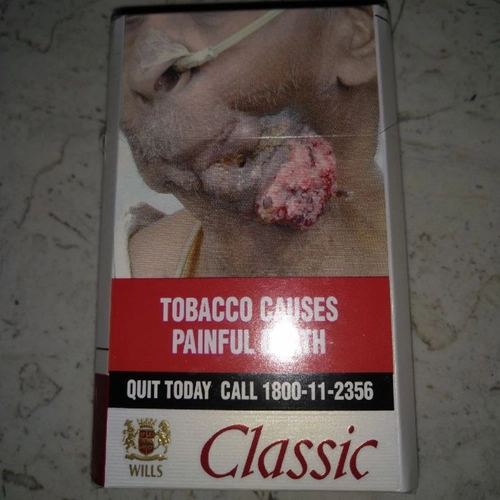 TOBACCO CAUSES
PAINFUL
QUIT TODAY CALL 1800-11-2356
WILLS
Classic